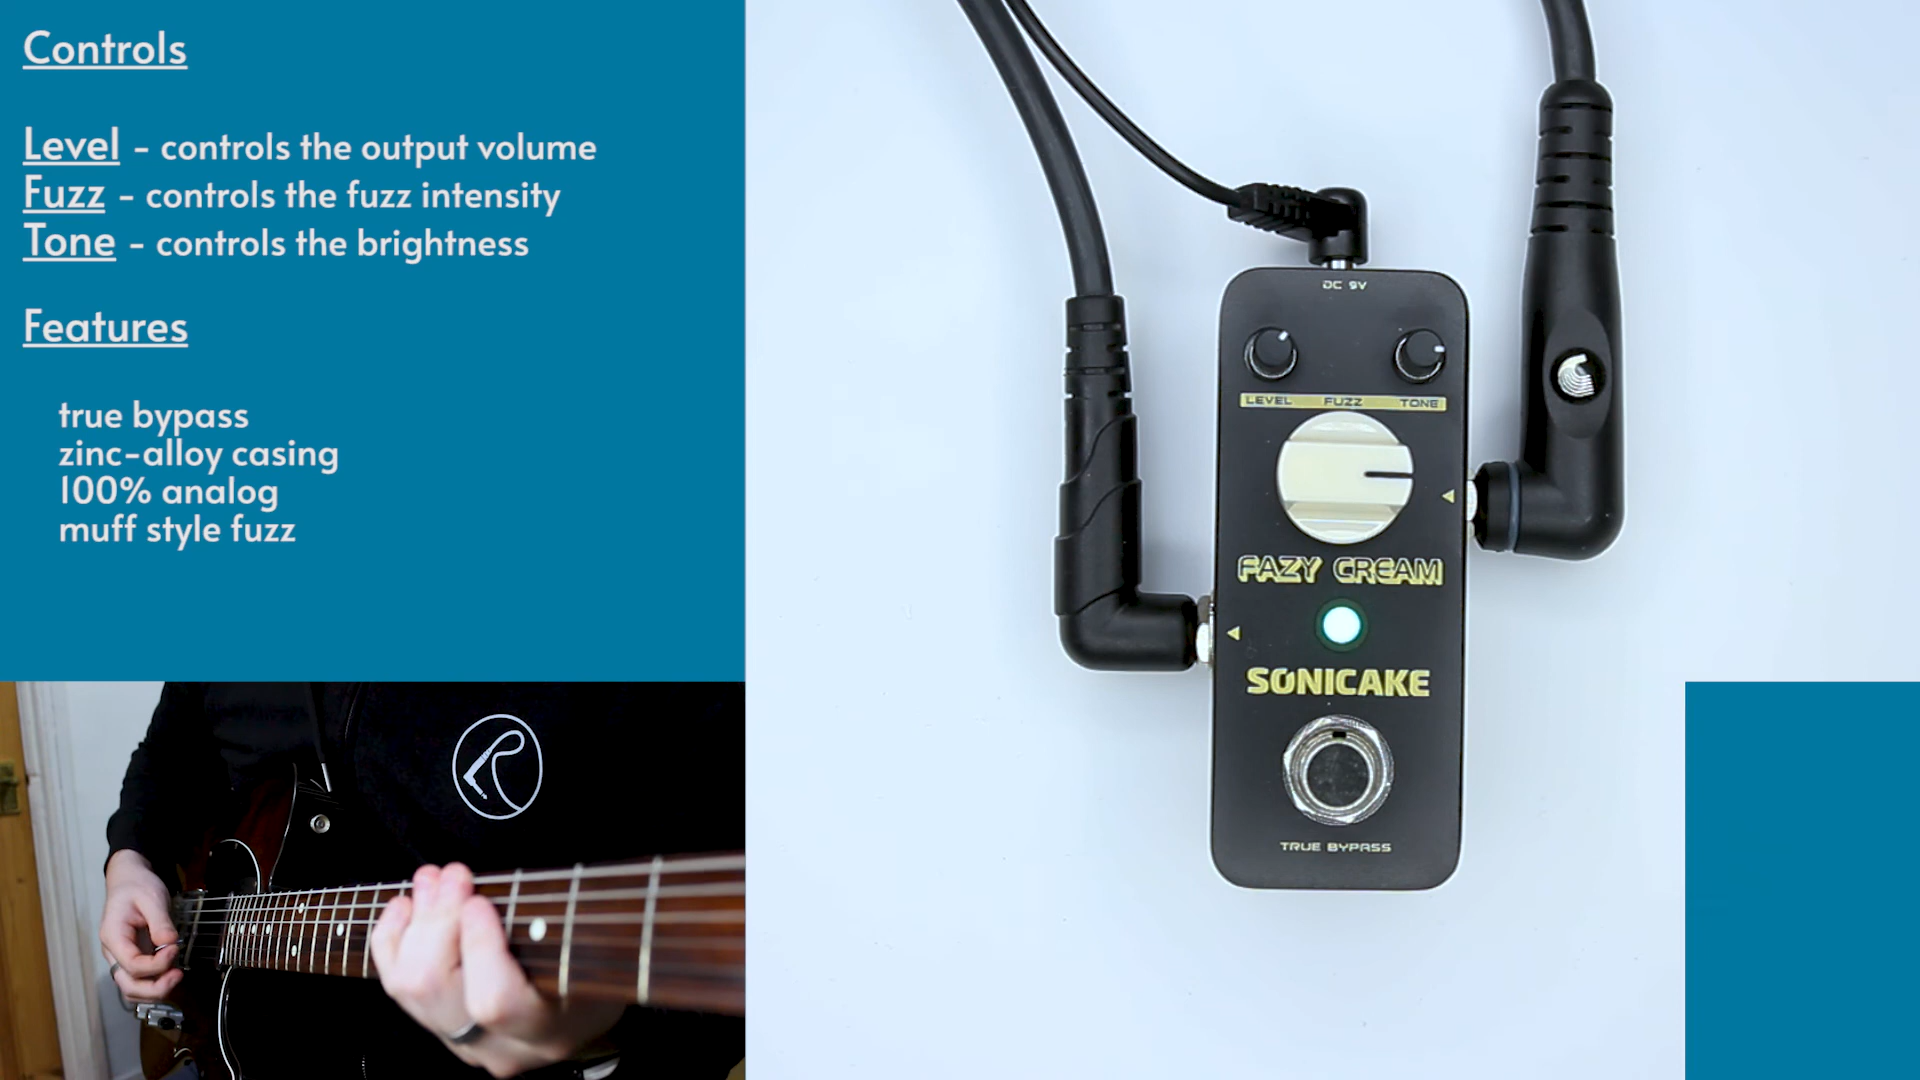 Controls
Level - controls the output volume
Fuzz - controls the fuzz intensity
Tone - controls the brightness
Features
true bypass
zinc-alloy casing
100% analog
muff style fuzz
DC 9V
LEVEL FUZZ TONE
FAZY CREAM
SONICAKE
TRUE BYPASS